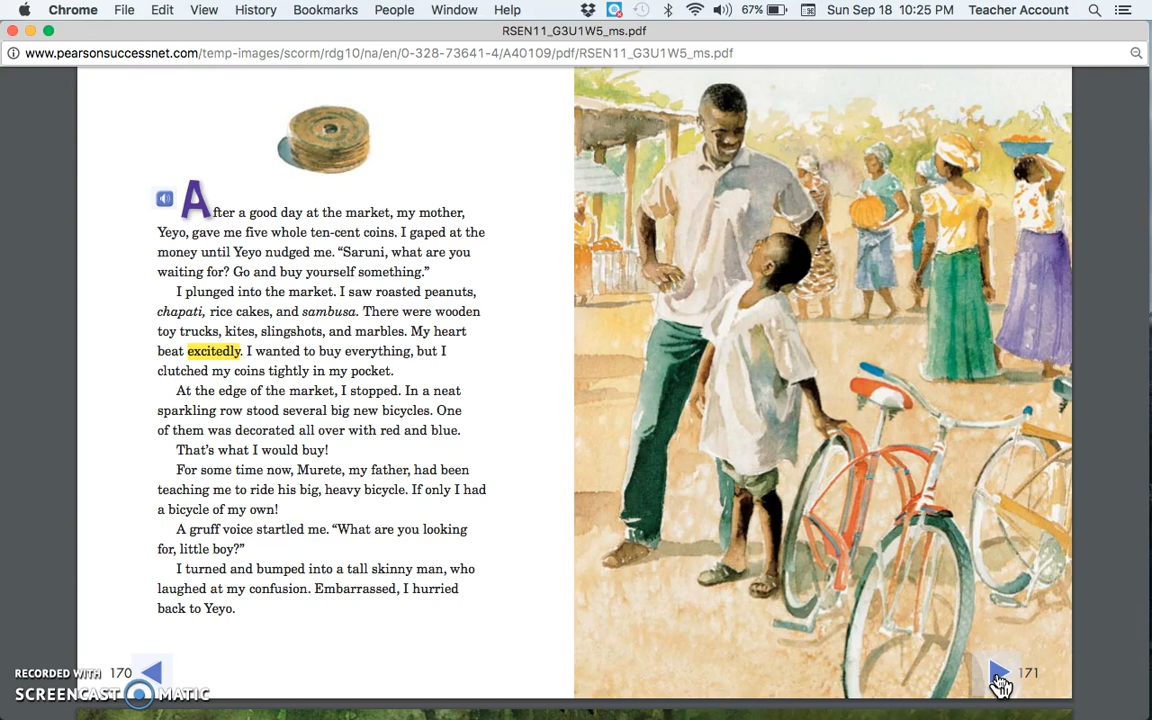 Chrome File Edit View History Bookmarks People Window Help 67% Sun Sep 18 10:25 PM Teacher Account
RSEN11_G3U1W5_ms.pdf
www.pearsonsuccessnet.com/temp-images/scorm/rdg10/na/en/0-328-73641-4/A40109/pdf/RSEN11_G3U1W5_ms.pdf
After a good day at the market, my mother,
Yeyo, gave me five whole ten-cent coins. I gaped at the
money until Yeyo nudged me. “Saruni, what are you
waiting for? Go and buy yourself something.”
I plunged into the market. I saw roasted peanuts,
chapati, rice cakes, and sambusa. There were wooden
toy trucks, kites, slingshots, and marbles. My heart
beat excitedly. I wanted to buy everything, but I
clutched my coins tightly in my pocket.
At the edge of the market, I stopped. In a neat
sparkling row stood several big new bicycles. One
of them was decorated all over with red and blue.
That’s what I would buy!
For some time now, Murete, my father, had been
teaching me to ride his big, heavy bicycle. If only I had
a bicycle of my own!
A gruff voice startled me. “What are you looking
for, little boy?”
I turned and bumped into a tall skinny man, who
laughed at my confusion. Embarrassed, I hurried
back to Yeyo.
170
171
RECORDED WITH
SCREENCAST MATIC